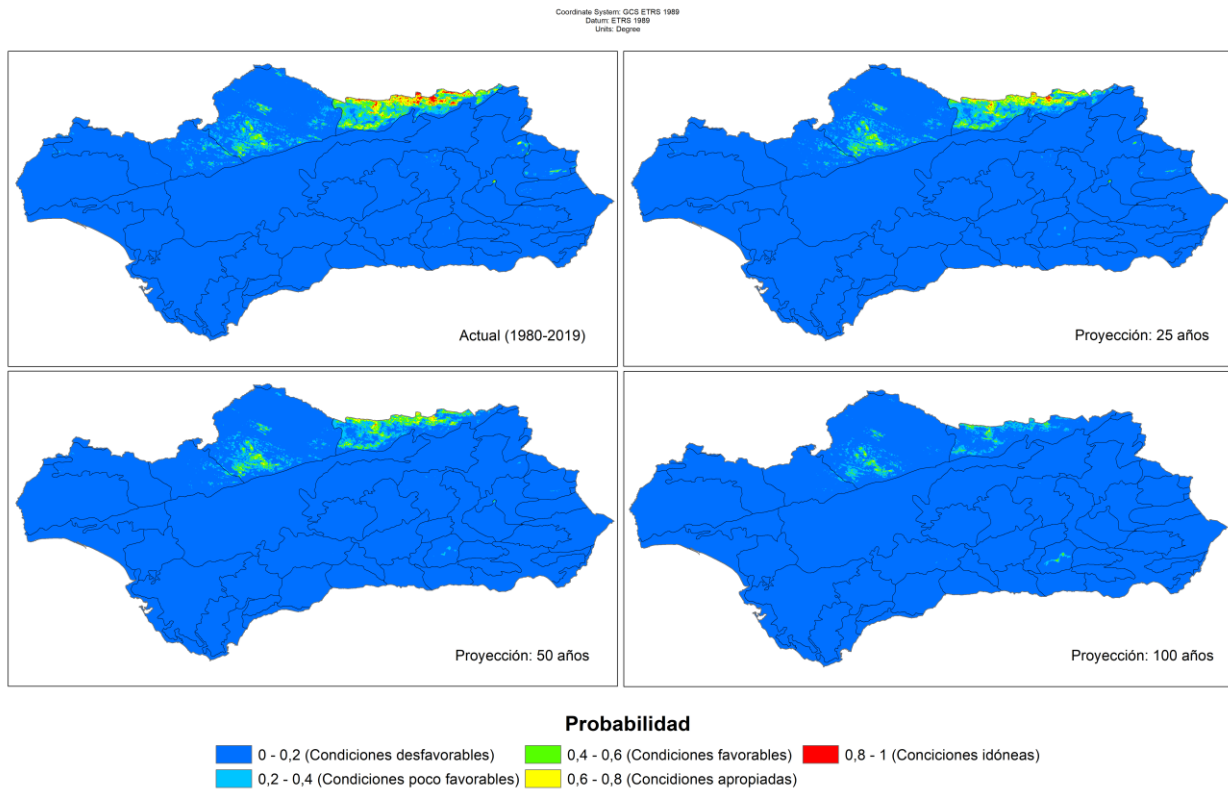 Coordinate System: GCS ETRS 1989
Datum: ETRS 1989
Units: Degree
Actual (1980-2019)
Proyección: 25 años
Proyección: 50 años
Proyección: 100 años
Probabilidad
0 - 0,2 (Condiciones desfavorables)
0,4 - 0,6 (Condiciones favorables)
0,8 - 1 (Conciciones idóneas)
0,2 - 0,4 (Condiciones poco favorables)
0,6 - 0,8 (Concidiones apropiadas)